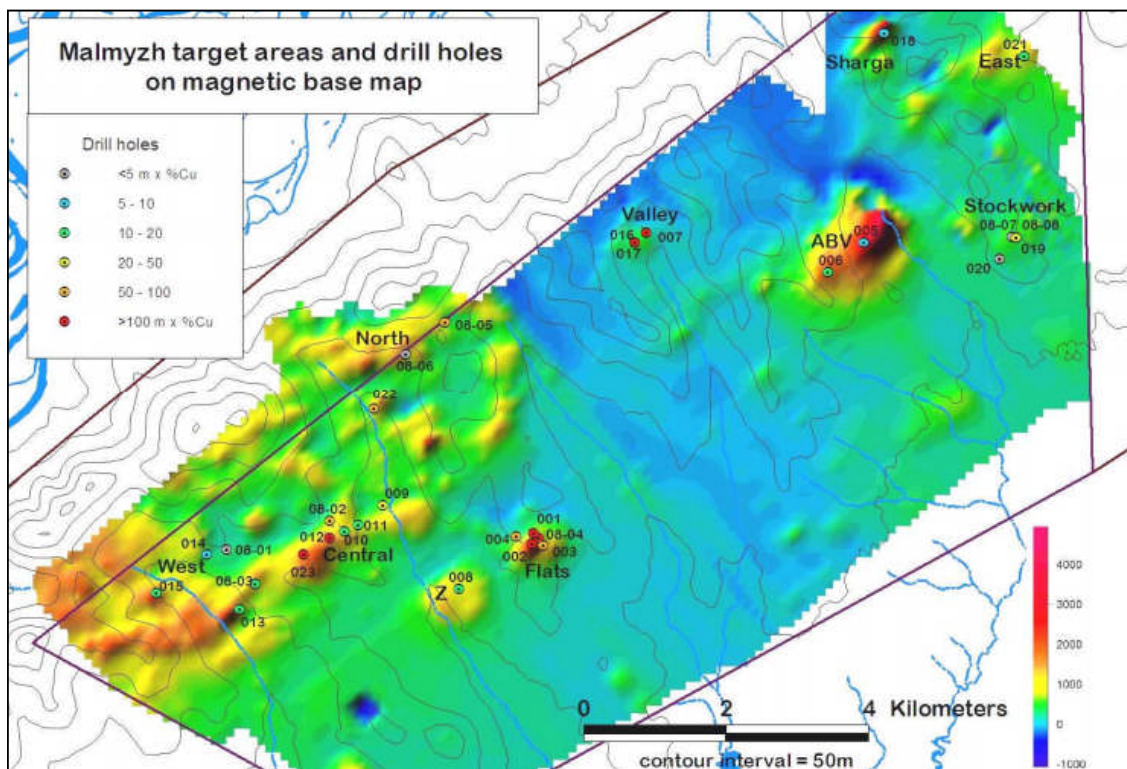 Malmyzh target areas and drill holes
on magnetic base map
Drill holes
<5 m x %Cu
5 - 10
10 - 20
20 - 50
50 - 100
>100 m x %Cu
018
Sharga
021
East
Valley
016
007
017
Stockwork
08-07
08-08
019
020
005
ABV
006
08-05
North
08-06
022
009
08-02
011
012
010
Central
023
001
004
08-04
002
003
Flats
014
08-01
West
08-03
015
013
008
Z
0
2
4
Kilometers
contour interval = 50m
4000
3000
2000
1000
0
-1000